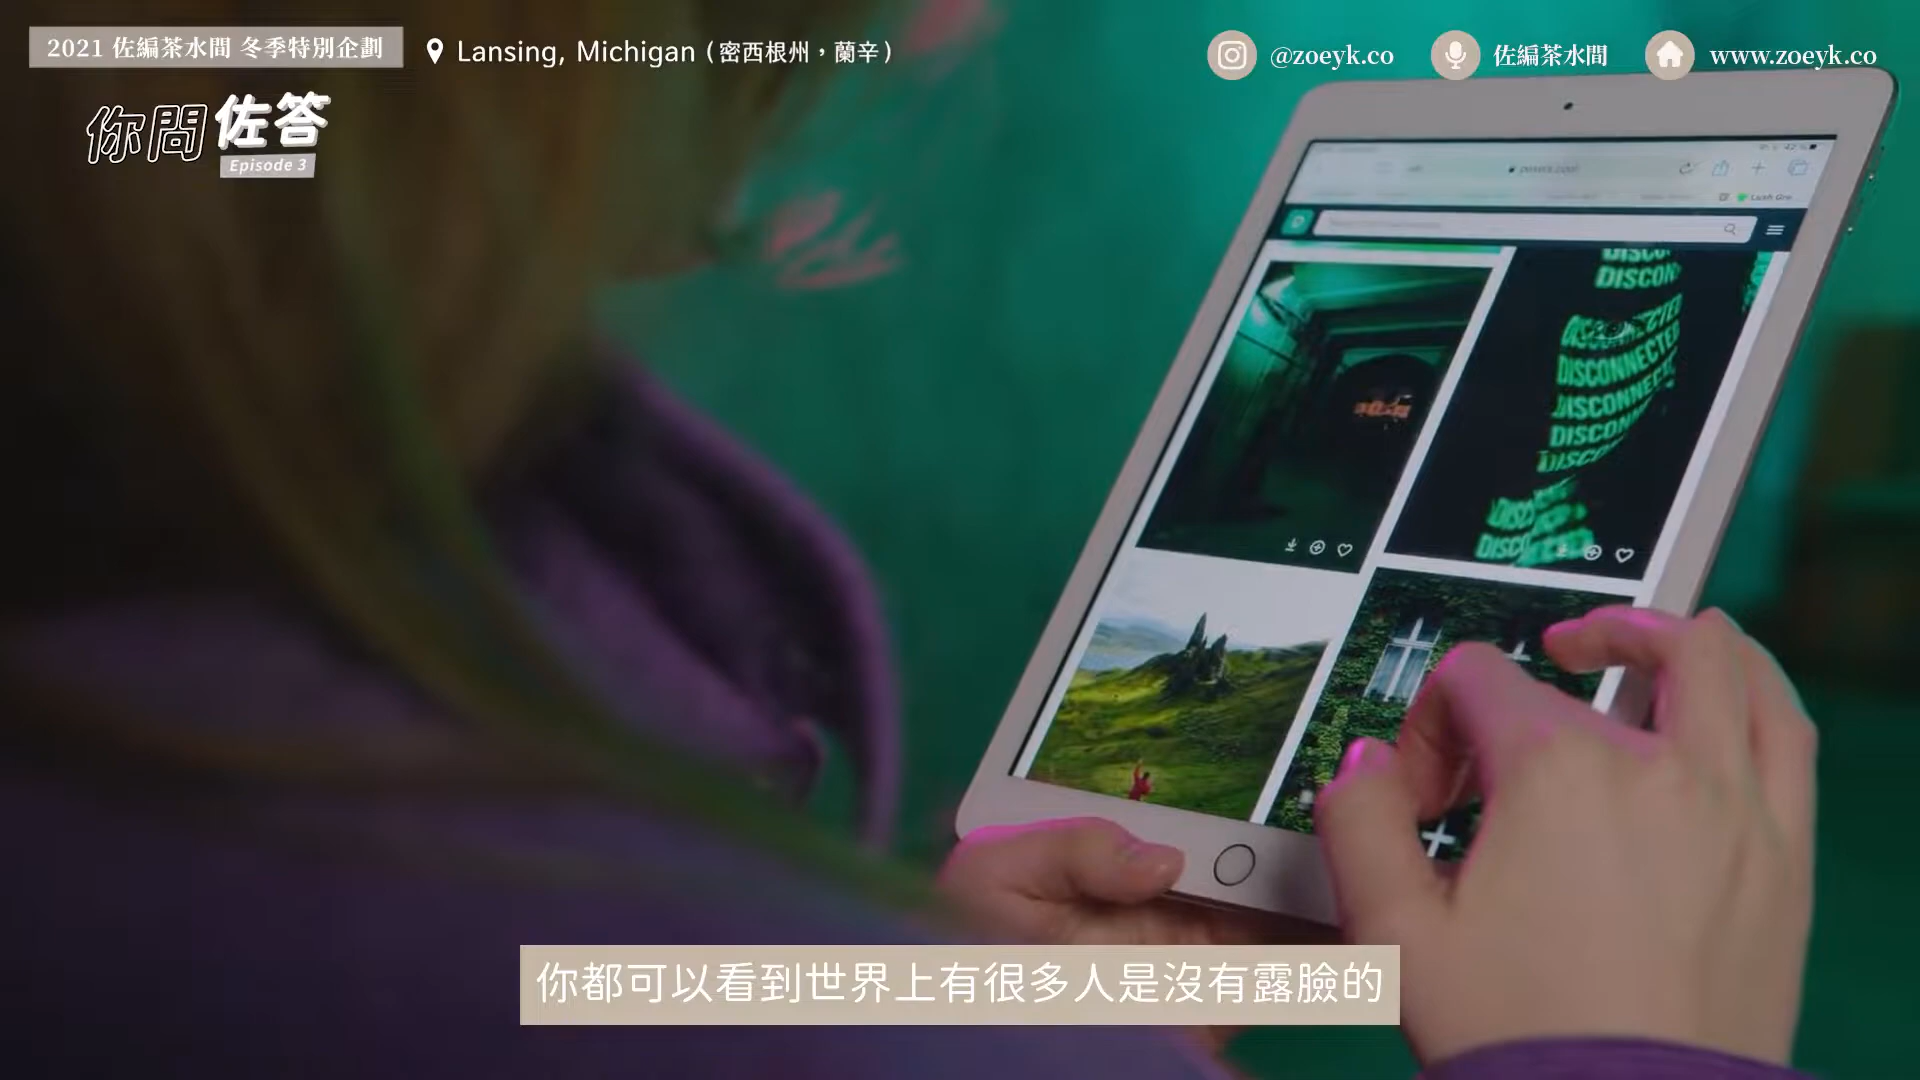 2021 佐編茶水間 冬季特別企劃
Lansing, Michigan (密西根州，蘭辛)
@zoeyk.co
佐編茶水間
www.zoeyk.co
你問佐答
Episode 3
DISCON
DISCONNECTED
DISCONNECTED
DISCONNECT
DISCON
DISC
你都可以看到世界上有很多人是沒有露臉的